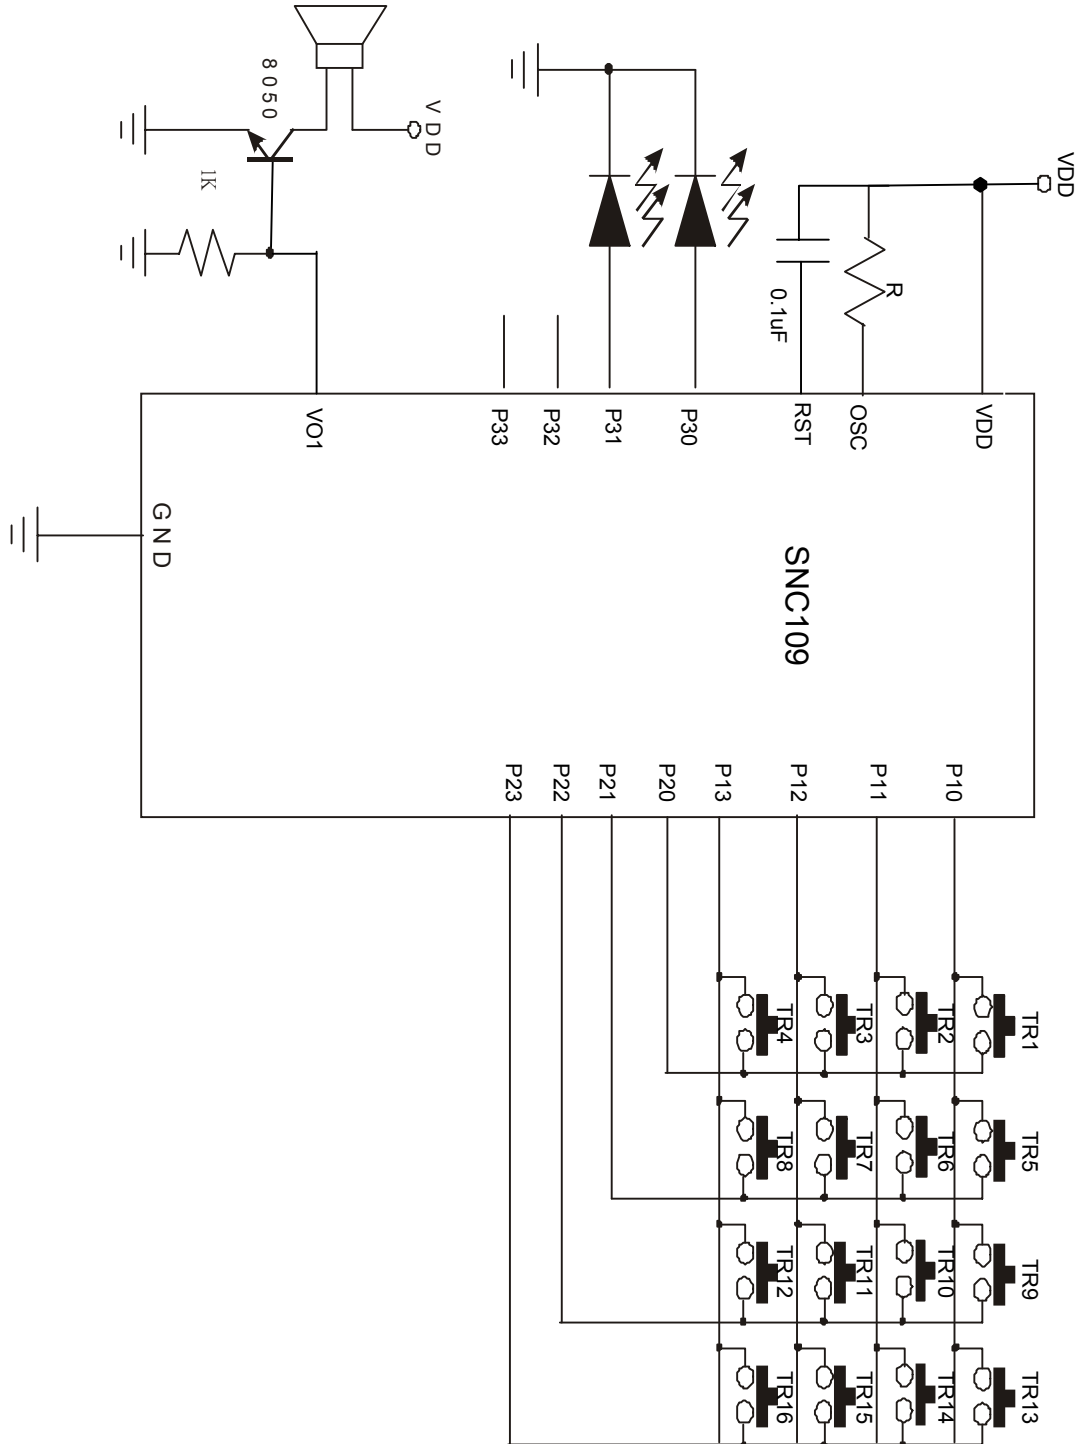 8050
VDD
VDD
1K
R
0.1uF
VO1
P33
P32
P31
P30
RST
OSC
VDD
GND
SNC109
P23
P22
P21
P20
P13
P12
P11
P10
TR4
TR3
TR2
TR1
TR8
TR7
TR6
TR5
TR12
TR11
TR10
TR9
TR16
TR15
TR14
TR13